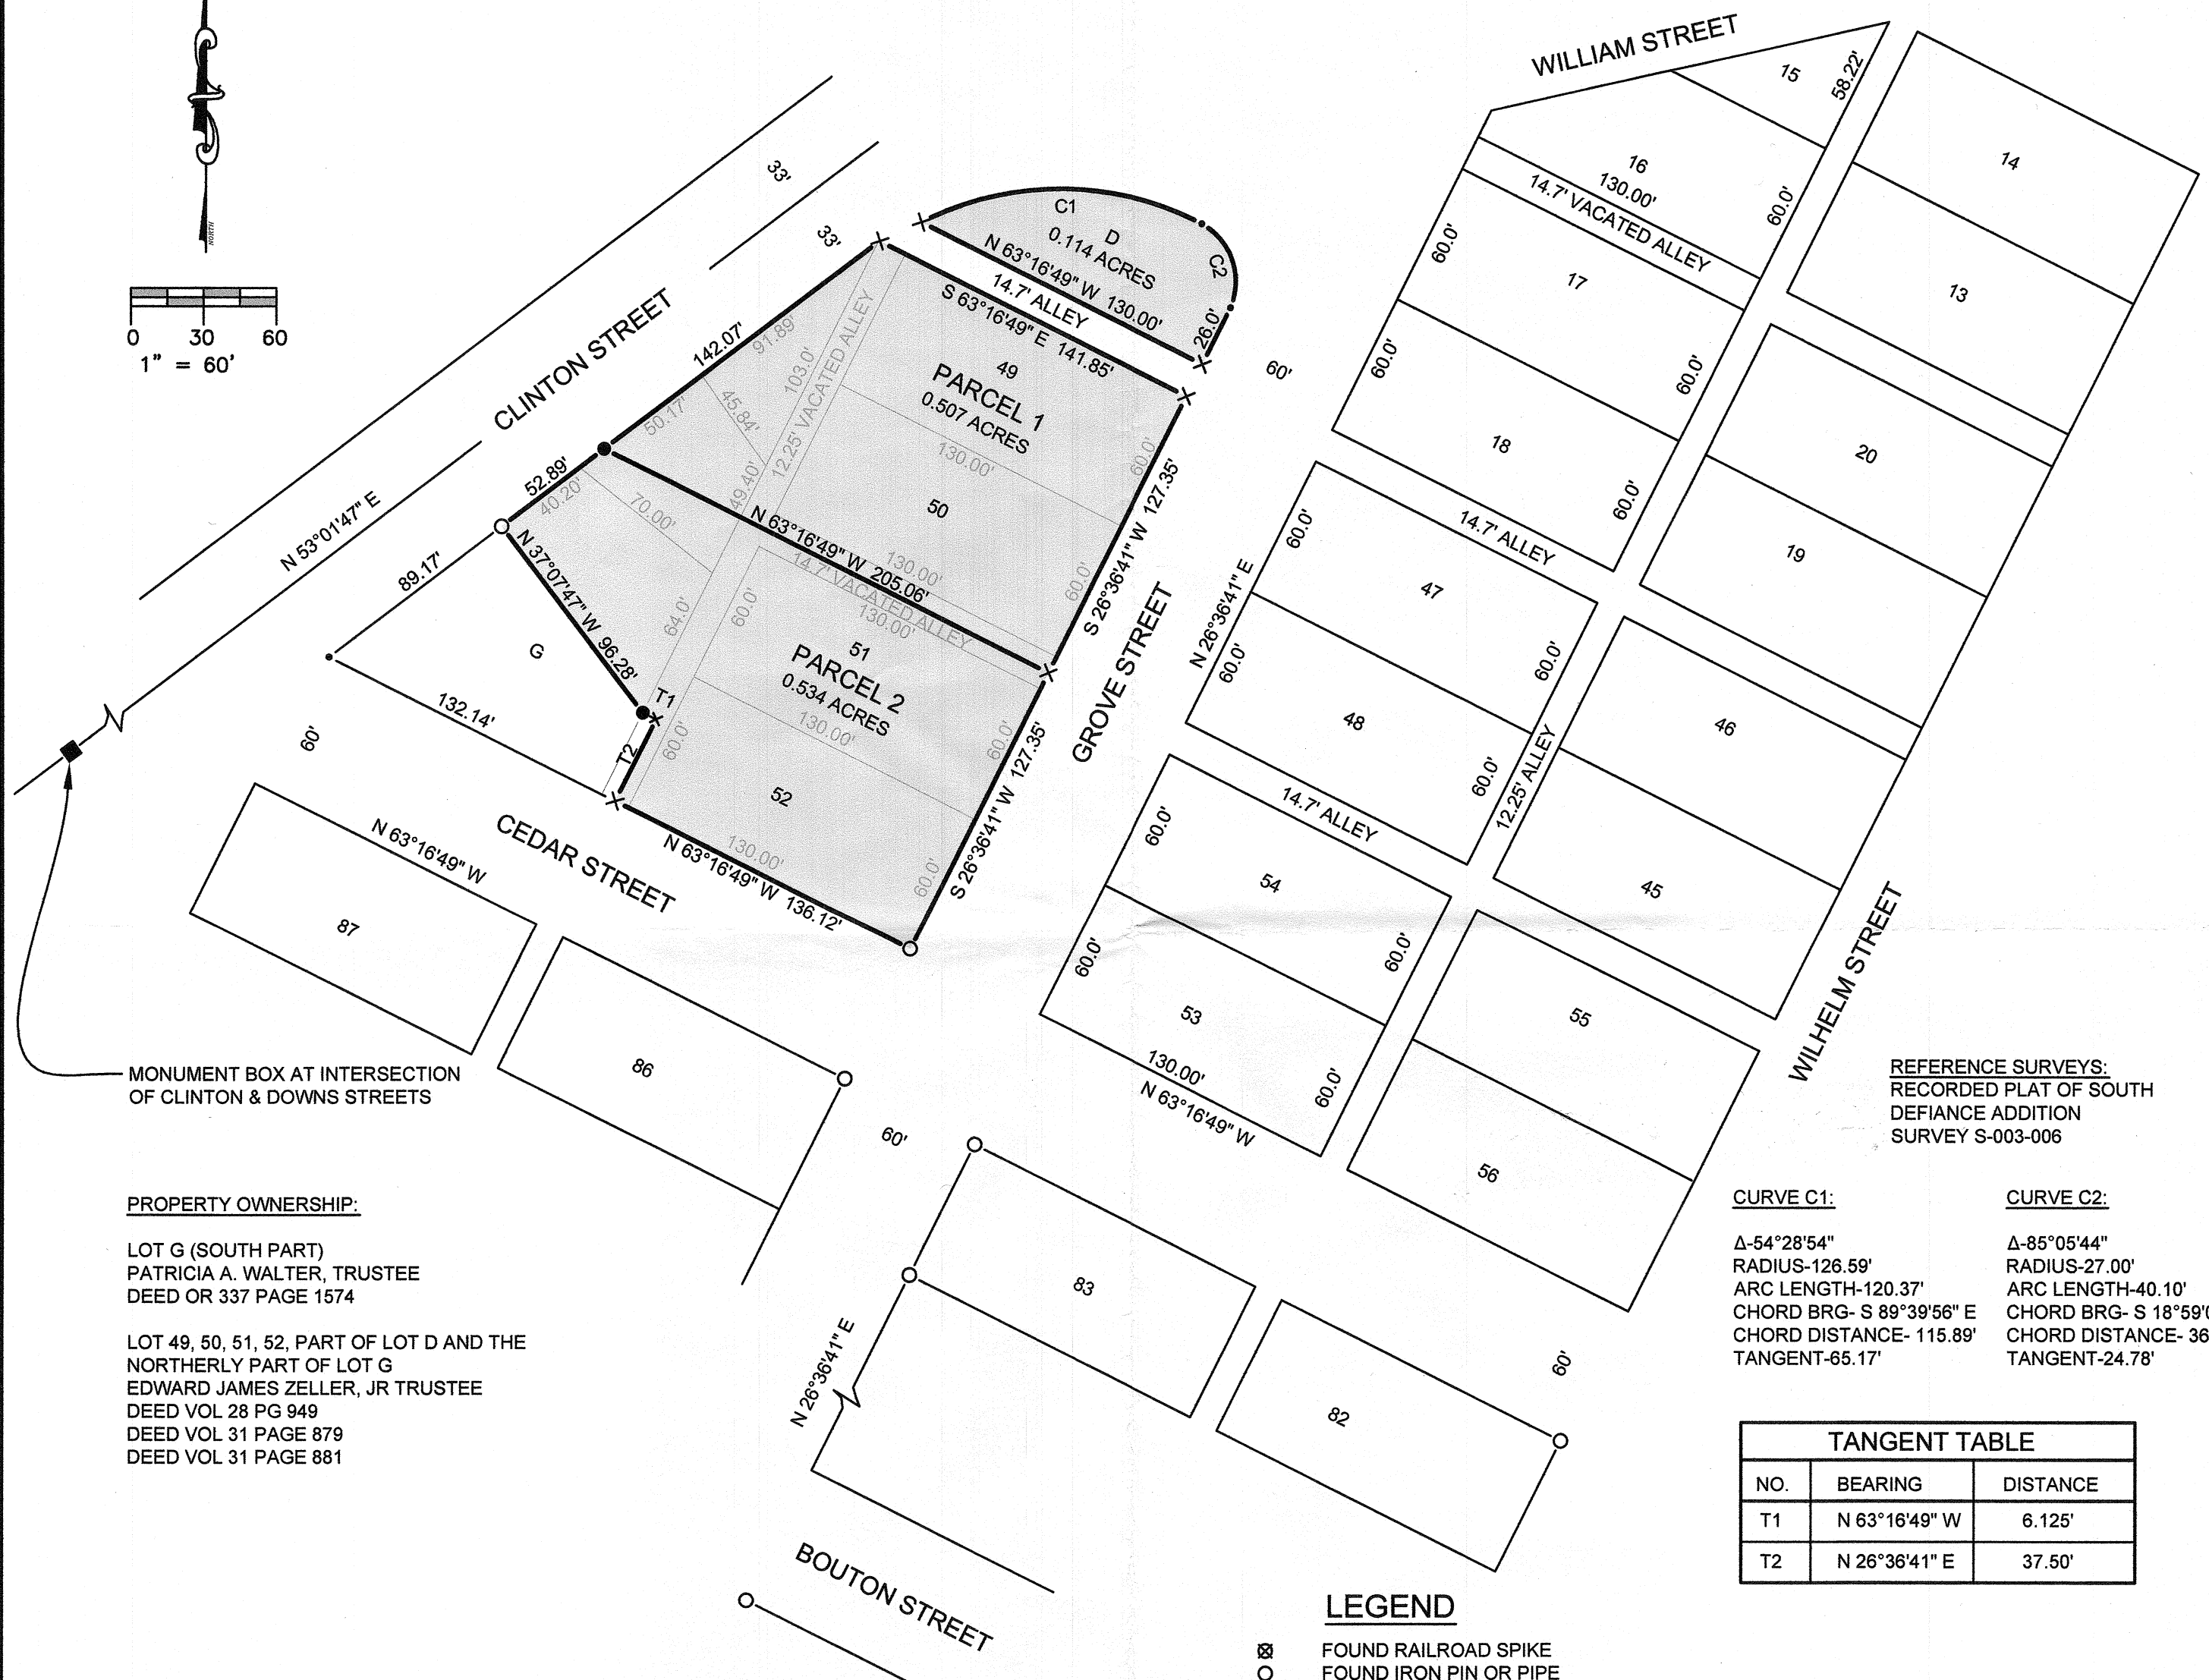 NORTH
0 30 60
1" = 60'
WILLIAM STREET
15
58.22'
16
130.00'
14.7' VACATED ALLEY
60.0'
60.0'
17
60.0'
60.0'
18
60.0'
14
13
20
19
33'
33'
C1
D
0.114 ACRES
C2
N 63°16'49" W 130.00'
26.0'
14.7' ALLEY
S 63°16'49" E 141.85'
60'
CLINTON STREET
142.07'
91.89'
103.0'
12.25' VACATED ALLEY
49
PARCEL 1
0.507 ACRES
130.00'
60.0'
50.17'
45.84'
49.40'
50
130.00'
60.0'
S 26°36'41" W 127.35'
52.89'
40.20'
70.00'
N 63°16'49" W 205.06'
14.7' VACATED ALLEY
130.00'
N 53°01'47" E
89.17'
N 37°07'47" W 96.28'
64.0'
60.0'
51
PARCEL 2
0.534 ACRES
130.00'
60.0'
G
T1
T2
60.0'
132.14'
60'
52
130.00'
60.0'
N 63°16'49" W 136.12'
S 26°36'41" W 127.35'
GROVE STREET
N 26°36'41" E
14.7' ALLEY
60.0'
47
60.0'
60.0'
48
60.0'
46
12.25' ALLEY
45
14.7' ALLEY
60.0'
54
60.0'
60.0'
53
60.0'
130.00'
N 63°16'49" W
55
56
WILHELM STREET
N 63°16'49" W
CEDAR STREET
87
86
60'
83
82
60'
N 26°36'41" E
BOUTON STREET
MONUMENT BOX AT INTERSECTION
OF CLINTON & DOWNS STREETS
PROPERTY OWNERSHIP:
LOT G (SOUTH PART)
PATRICIA A. WALTER, TRUSTEE
DEED OR 337 PAGE 1574
LOT 49, 50, 51, 52, PART OF LOT D AND THE
NORTHERLY PART OF LOT G
EDWARD JAMES ZELLER, JR TRUSTEE
DEED VOL 28 PG 949
DEED VOL 31 PAGE 879
DEED VOL 31 PAGE 881
REFERENCE SURVEYS:
RECORDED PLAT OF SOUTH
DEFIANCE ADDITION
SURVEY S-003-006
CURVE C1:
Δ-54°28'54"
RADIUS-126.59'
ARC LENGTH-120.37'
CHORD BRG- S 89°39'56" E
CHORD DISTANCE- 115.89'
TANGENT-65.17'
CURVE C2:
Δ-85°05'44"
RADIUS-27.00'
ARC LENGTH-40.10'
CHORD BRG- S 18°59'
CHORD DISTANCE- 36
TANGENT-24.78'
TANGENT TABLE
NO. BEARING DISTANCE
T1 N 63°16'49" W 6.125'
T2 N 26°36'41" E 37.50'
LEGEND
FOUND RAILROAD SPIKE
FOUND IRON PIN OR PIPE